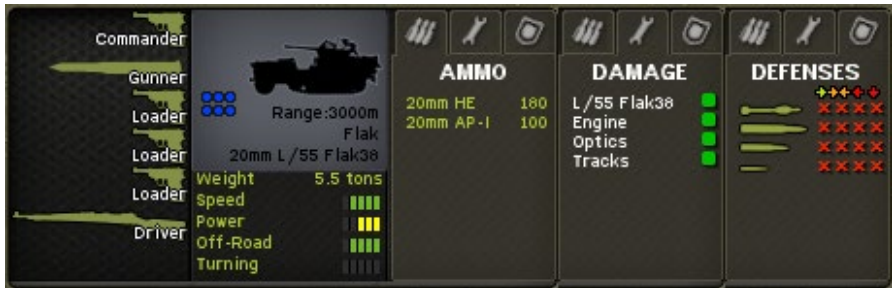 Commander
Gunner
Loader
Loader
Loader
Driver
Range:3000m
Flak
20mm L/55 Flak38
Weight 5.5 tons
Speed
Power
Off-Road
Turning
AMMO
20mm HE 180
20mm AP-I 100
DAMAGE
L/55 Flak38
Engine
Optics
Tracks
DEFENSES